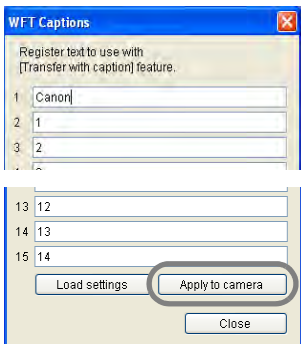 WFT Captions
Register text to use with
[Transfer with caption] feature.
1 Canon
2 1
3 2
13 12
14 13
15 14
Load settings Apply to camera
Close